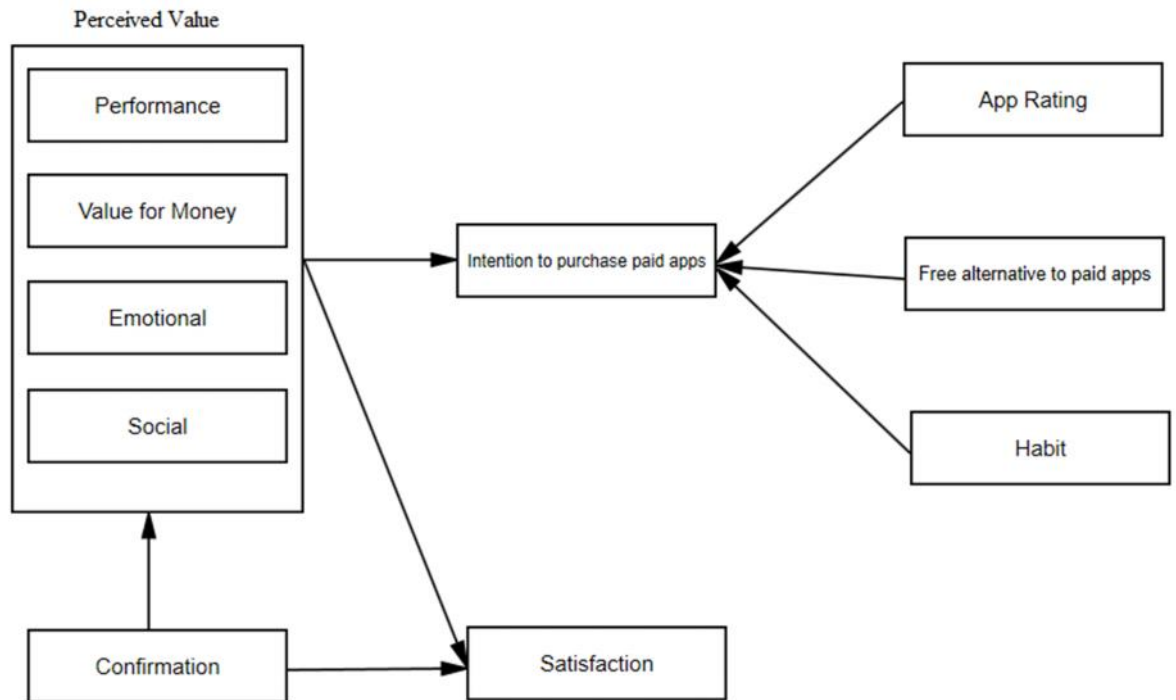 Perceived Value
Performance
Value for Money
Emotional
Social
Confirmation
Intention to purchase paid apps
Satisfaction
App Rating
Free alternative to paid apps
Habit